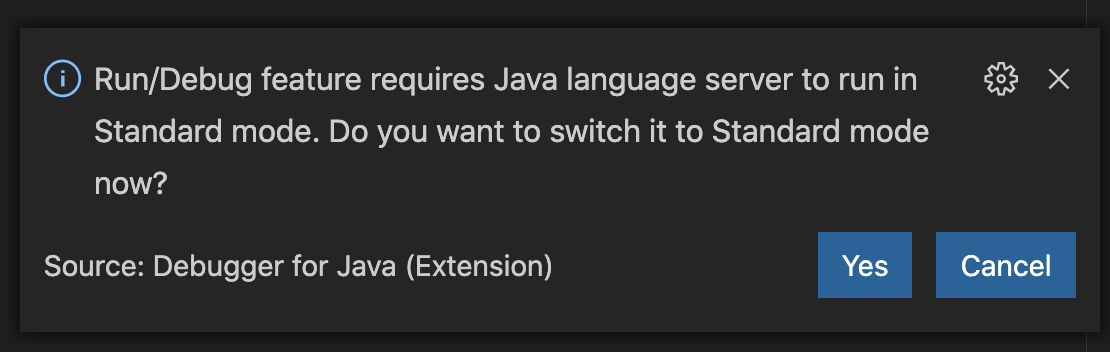 Run/Debug feature requires Java language server to run in
Standard mode. Do you want to switch it to Standard mode
now?
Source: Debugger for Java (Extension)
Yes
Cancel